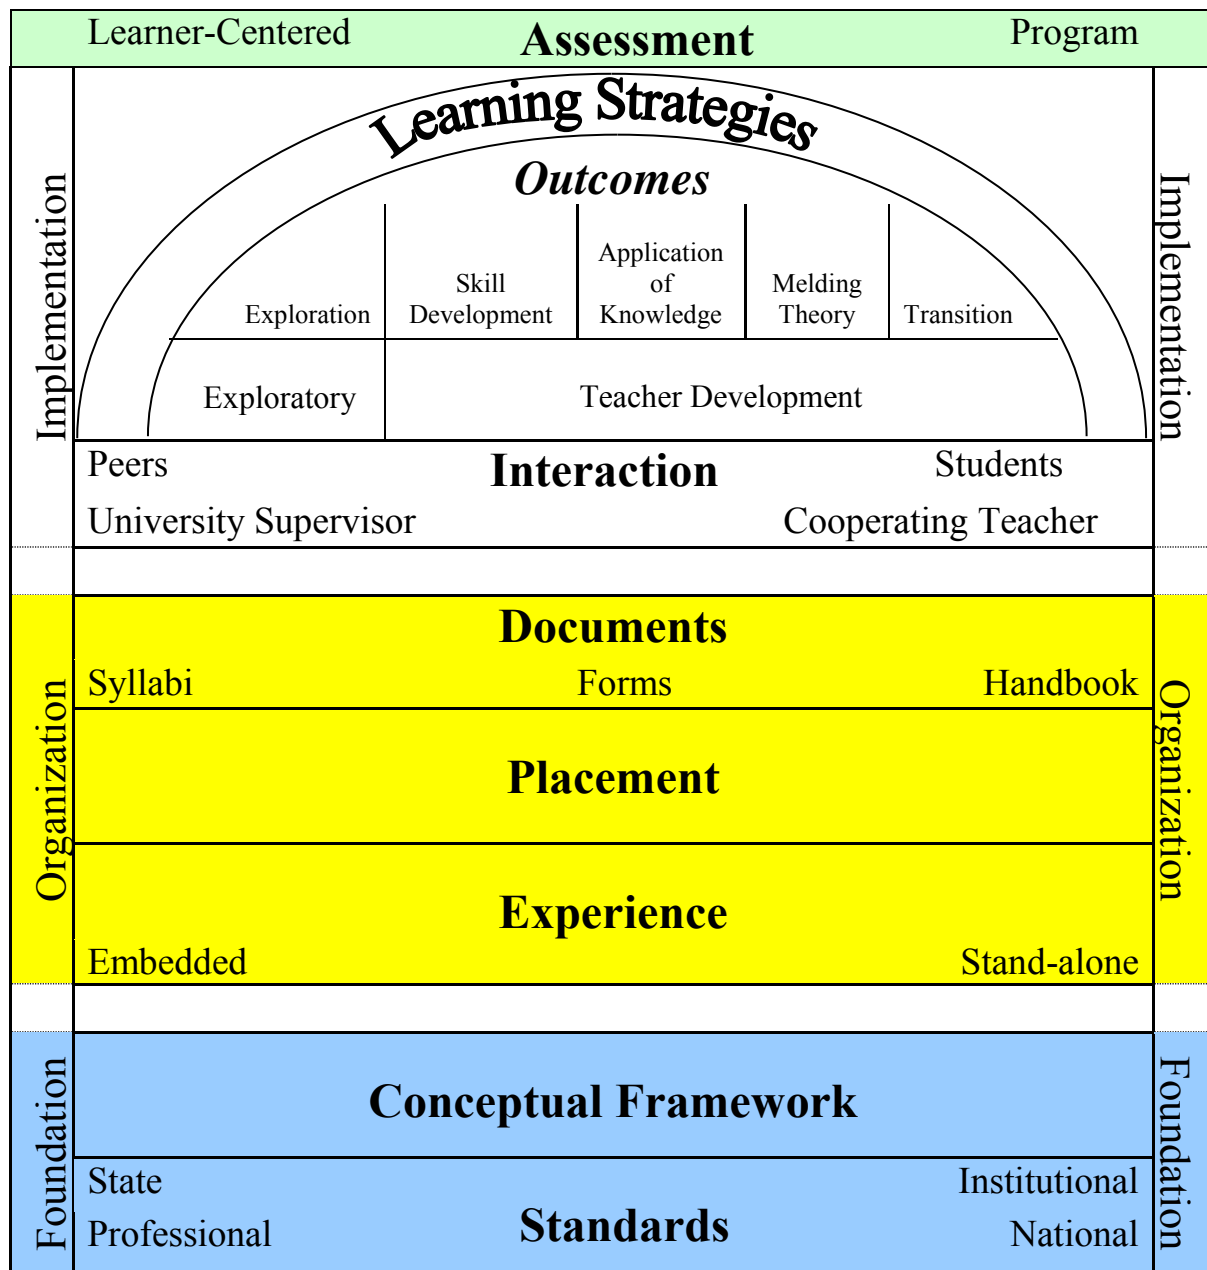 Learner-Centered Assessment Program
Learning Strategies
Outcomes
Implementation
Implementation
Exploration
Skill
Development
Application
of
Knowledge
Melding
Theory
Transition
Exploratory
Teacher Development
Peers Interaction Students
University Supervisor Cooperating Teacher
Organization
Organization
Documents
Syllabi Forms Handbook
Placement
Experience
Embedded Stand-alone
Foundation
Foundation
Conceptual Framework
State Institutional
Professional Standards National